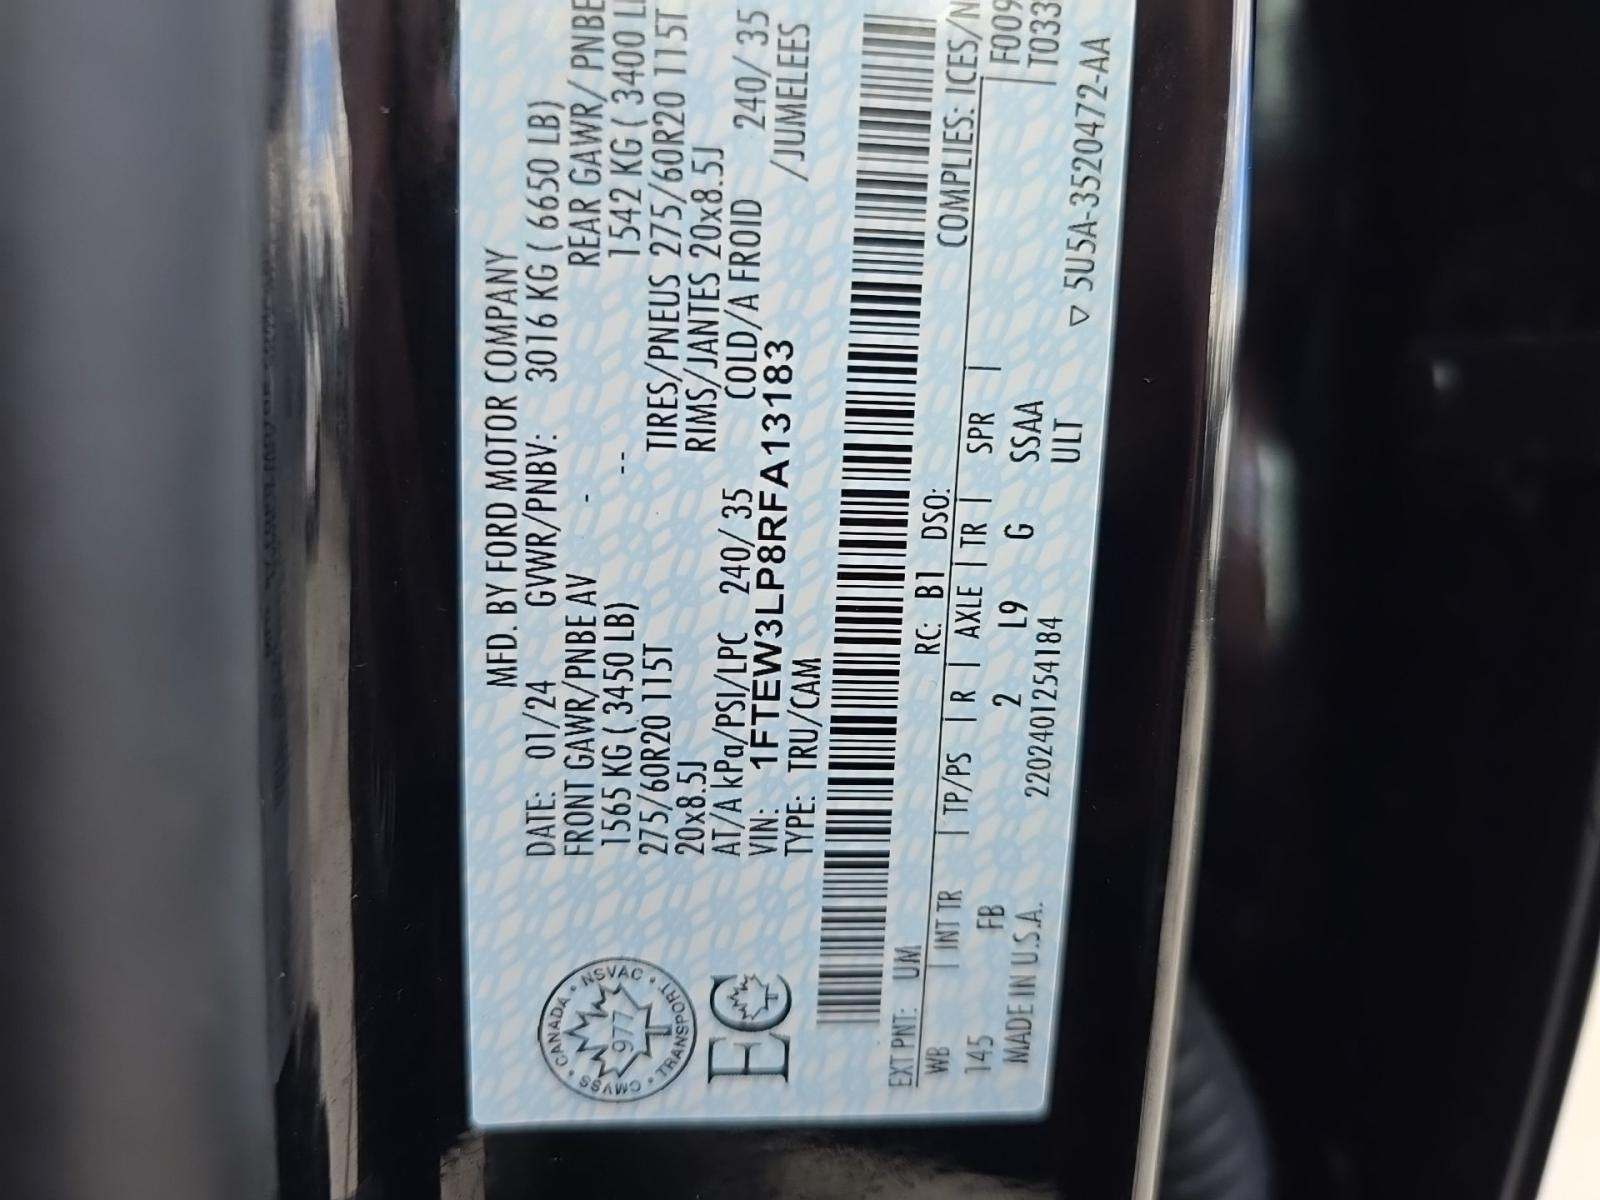 MFD. BY FORD MOTOR COMPANY
DATE: 01/24 GVWR/PNBV: 3016 KG ( 6650 LB)
FRONT GAWR/PNBE AV - REAR GAWR/ PNBE
1565 KG ( 3450 LB) -- 1542 KG ( 3400 L
275/60R20 115T TIRES/PNEUS 275/60R20 115T
20x8.5J RIMS/JANTES 20x8.5J
AT/A kPa/PSI/LPC 240/ 35 COLD/A FROID 240/ 35
VIN: 1FTEW3LP8RFA13183 /JUMELEES
TYPE: TRU/CAM
CANADA • NSVAC • TRANSPORT • CMVSS •
977 T
EC
EXT PNT: UM RC: B1 DSO: COMPLIES: ICES/N
WB | INT TR | TP/PS | R | AXLE | TR | SPR |
145 FB 2 L9 G SSAA F009
MADE IN U.S.A. 2202401254184 ULT T033
▽ 5U5A-3520472-AA